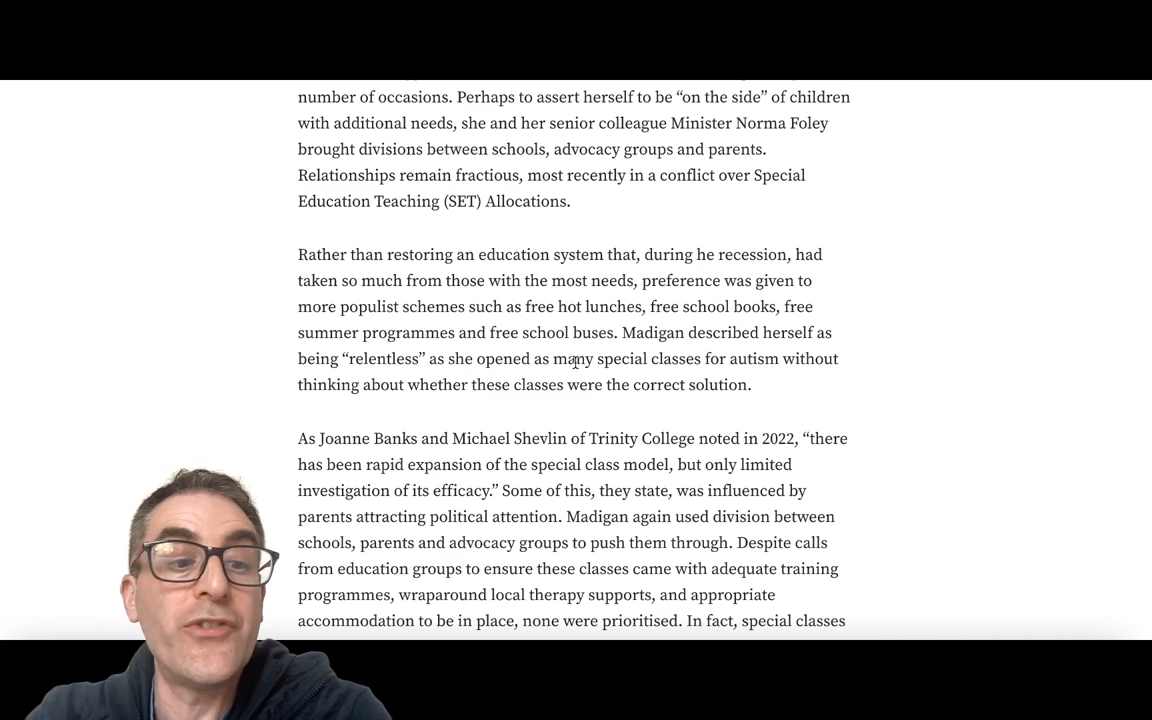 number of occasions. Perhaps to assert herself to be “on the side” of children
with additional needs, she and her senior colleague Minister Norma Foley
brought divisions between schools, advocacy groups and parents.
Relationships remain fractious, most recently in a conflict over Special
Education Teaching (SET) Allocations.
Rather than restoring an education system that, during he recession, had
taken so much from those with the most needs, preference was given to
more populist schemes such as free hot lunches, free school books, free
summer programmes and free school buses. Madigan described herself as
being “relentless” as she opened as many special classes for autism without
thinking about whether these classes were the correct solution.
As Joanne Banks and Michael Shevlin of Trinity College noted in 2022, “there
has been rapid expansion of the special class model, but only limited
investigation of its efficacy.” Some of this, they state, was influenced by
parents attracting political attention. Madigan again used division between
schools, parents and advocacy groups to push them through. Despite calls
from education groups to ensure these classes came with adequate training
programmes, wraparound local therapy supports, and appropriate
accommodation to be in place, none were prioritised. In fact, special classes